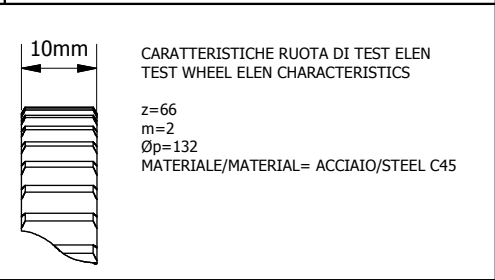 10mm
CARATTERISTICHE RUOTA DI TEST ELEN
TEST WHEEL ELEN CHARACTERISTICS
z=66
m=2
Øp=132
MATERIALE/MATERIAL= ACCIAIO/STEEL C45